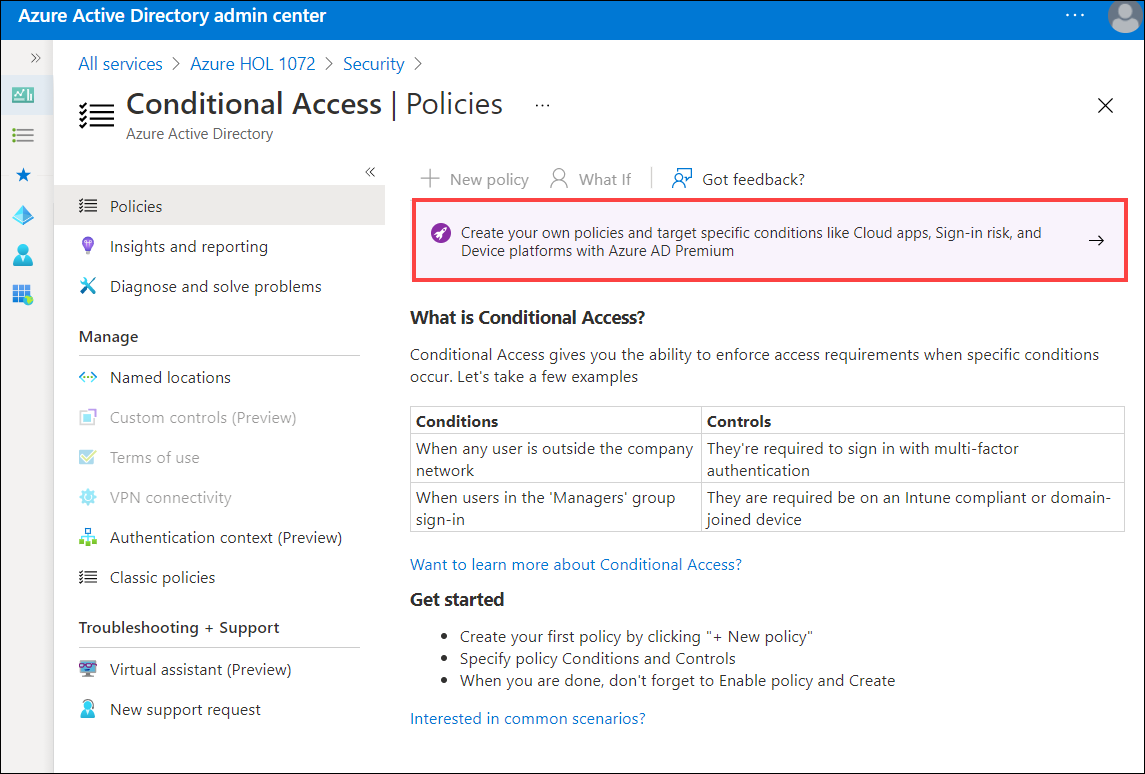 Azure Active Directory admin center
All services > Azure HOL 1072 > Security >
Conditional Access | Policies ...
Azure Active Directory
Policies
Insights and reporting
Diagnose and solve problems
Manage
Named locations
Custom controls (Preview)
Terms of use
VPN connectivity
Authentication context (Preview)
Classic policies
Troubleshooting + Support
Virtual assistant (Preview)
New support request
New policy
What If
Got feedback?
Create your own policies and target specific conditions like Cloud apps, Sign-in risk, and
Device platforms with Azure AD Premium
What is Conditional Access?
Conditional Access gives you the ability to enforce access requirements when specific conditions
occur. Let's take a few examples
Conditions
Controls
When any user is outside the company
network
They're required to sign in with multi-factor
authentication
When users in the 'Managers' group
sign-in
They are required be on an Intune compliant or domain-
joined device
Want to learn more about Conditional Access?
Get started
• Create your first policy by clicking "+ New policy"
• Specify policy Conditions and Controls
• When you are done, don't forget to Enable policy and Create
Interested in common scenarios?